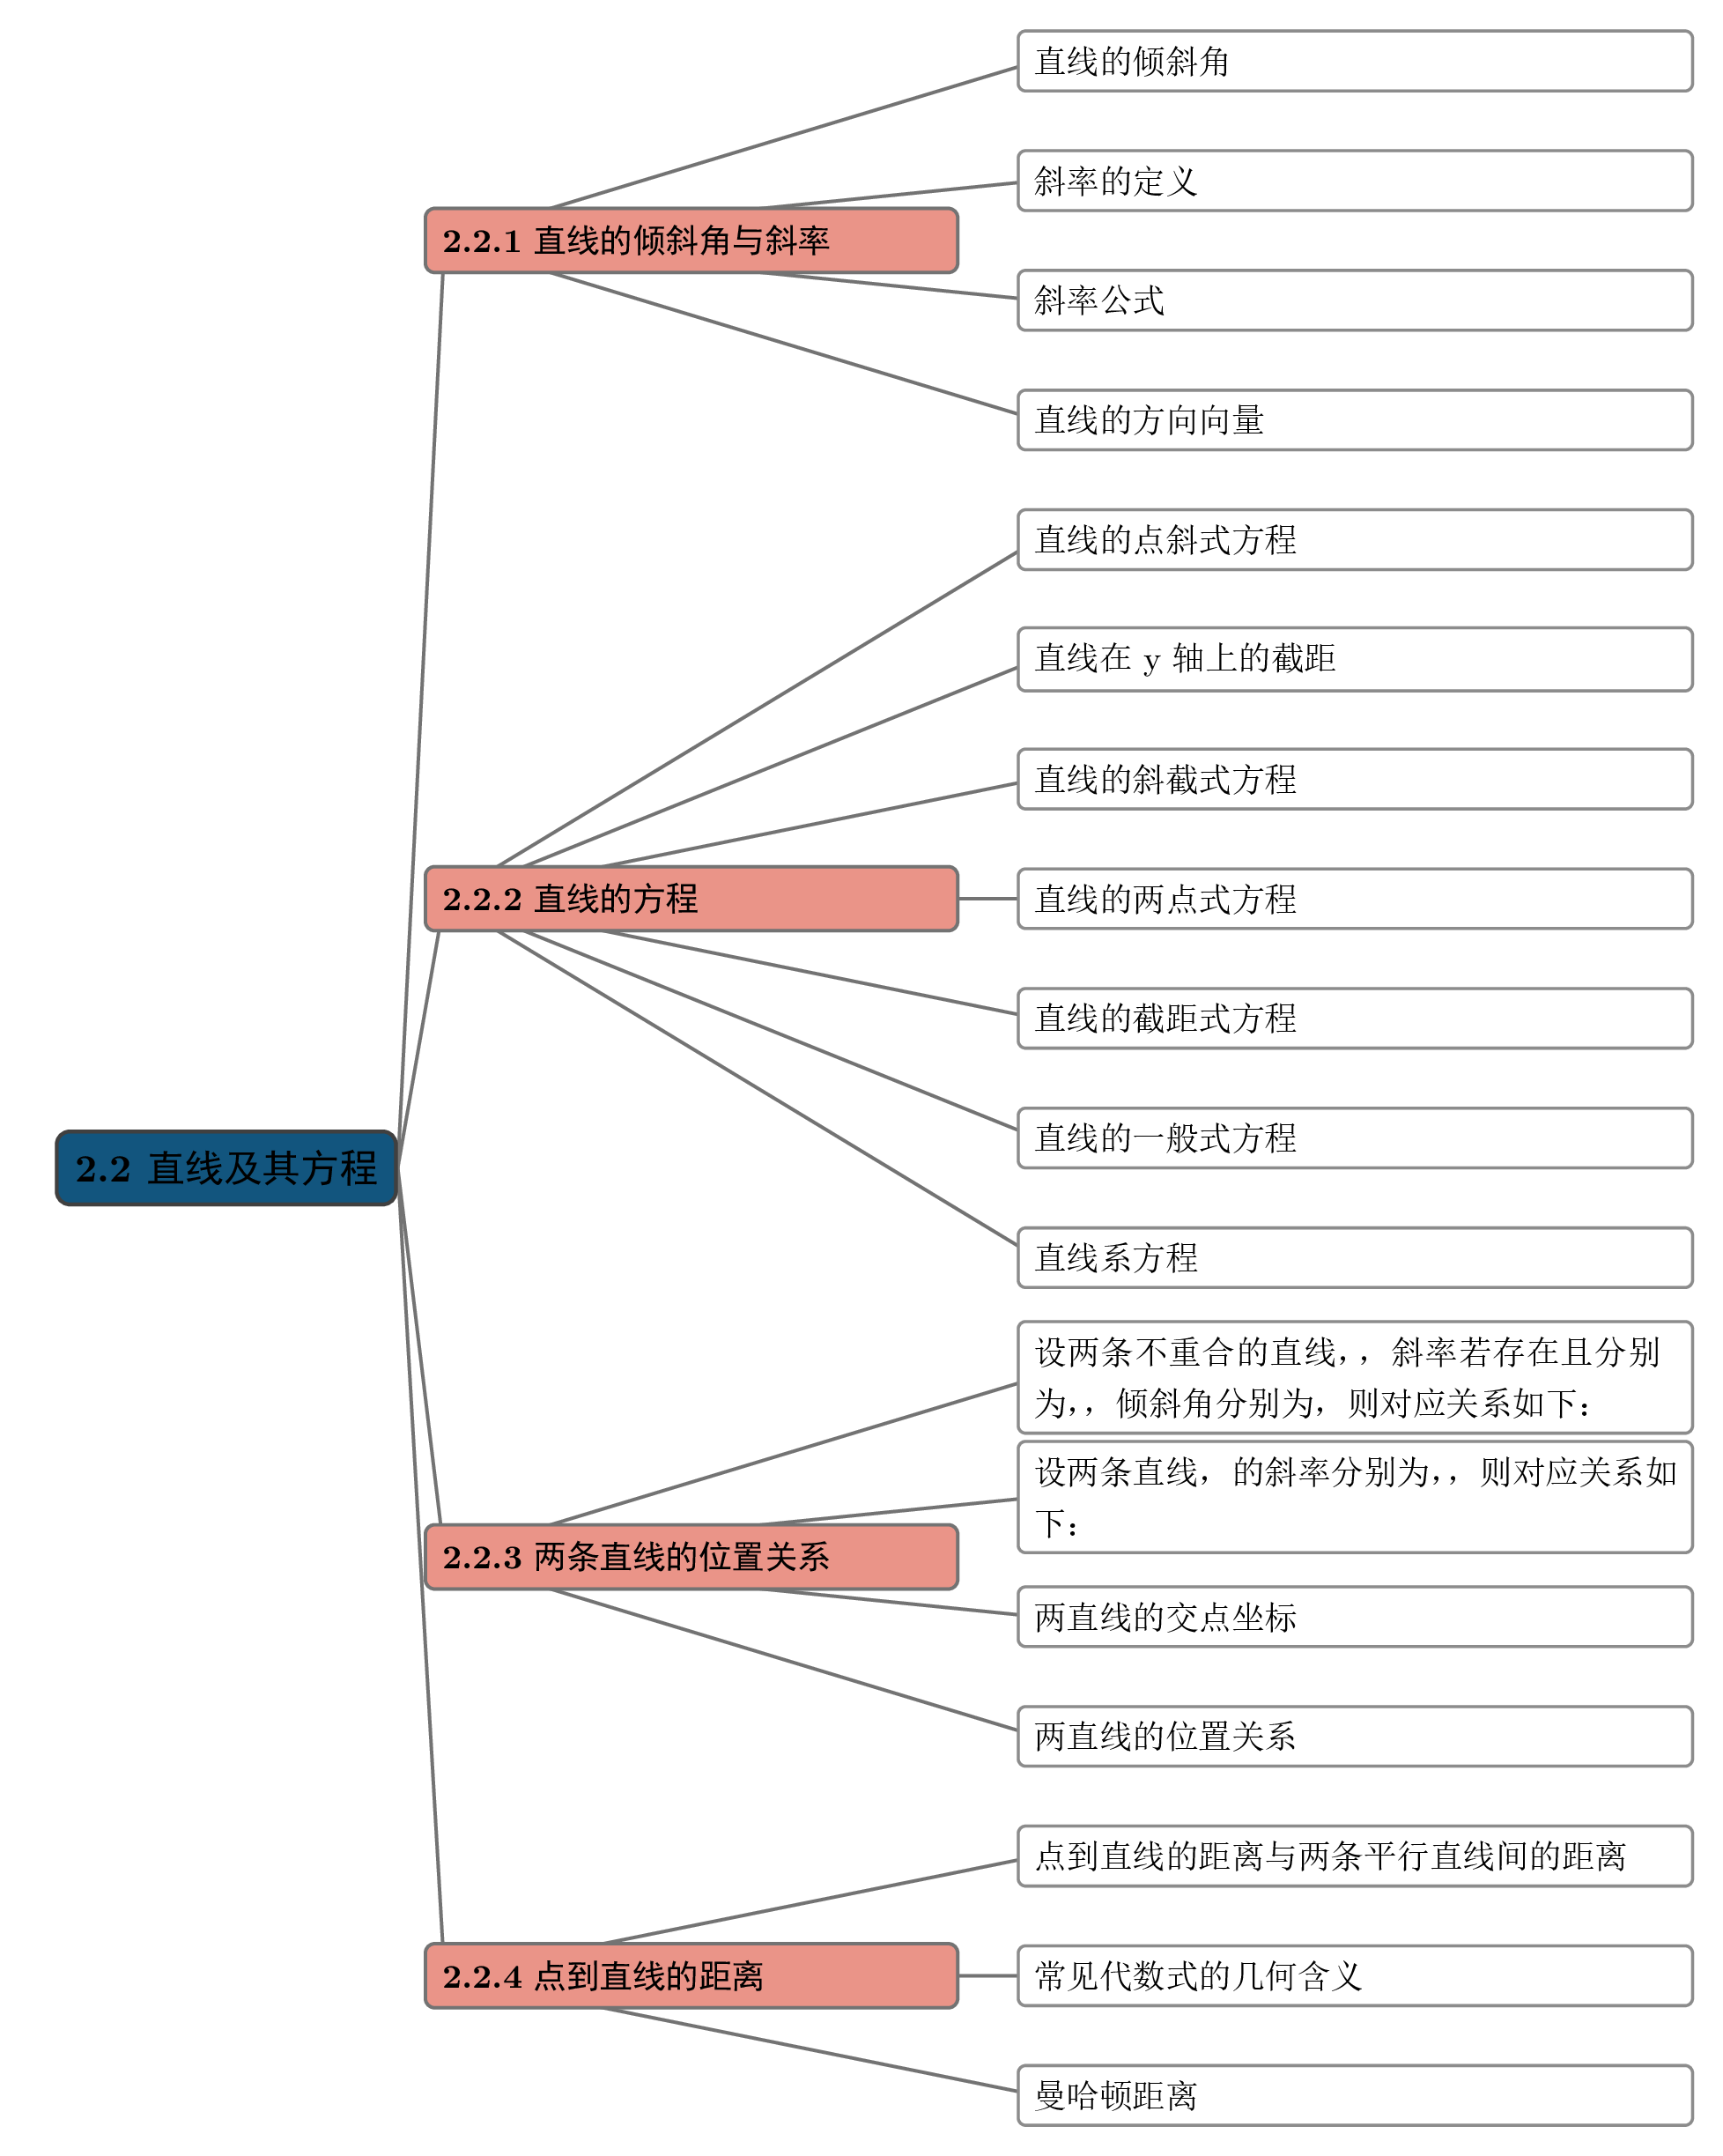 2.2 直线及其方程
2.2.1 直线的倾斜角与斜率
直线的倾斜角
斜率的定义
斜率公式
直线的方向向量
2.2.2 直线的方程
直线的点斜式方程
直线在 y 轴上的截距
直线的斜截式方程
直线的两点式方程
直线的截距式方程
直线的一般式方程
直线系方程
2.2.3 两条直线的位置关系
设两条不重合的直线，，斜率若存在且分别
为，，倾斜角分别为，则对应关系如下：
设两条直线，的斜率分别为，，则对应关系如
下：
两直线的交点坐标
两直线的位置关系
2.2.4 点到直线的距离
点到直线的距离与两条平行直线间的距离
常见代数式的几何含义
曼哈顿距离